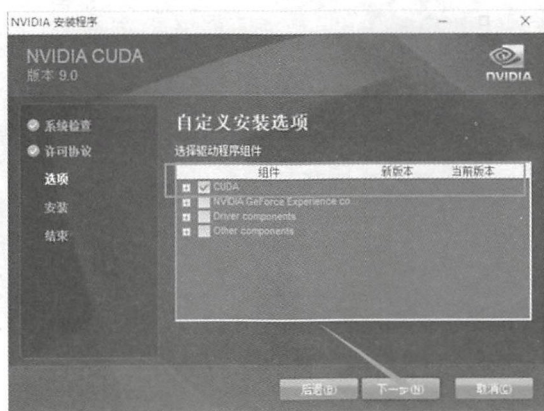 NVIDIA 安装程序
NVIDIA CUDA
版本 9.0
NVIDIA
系统检查
许可协议
选项
安装
结束
自定义安装选项
选择驱动程序组件
组件 新版本 当前版本
CUDA
NVIDIA GeForce Experience co...
Driver components
Other components
后退(B) 下一步(N) 取消(C)